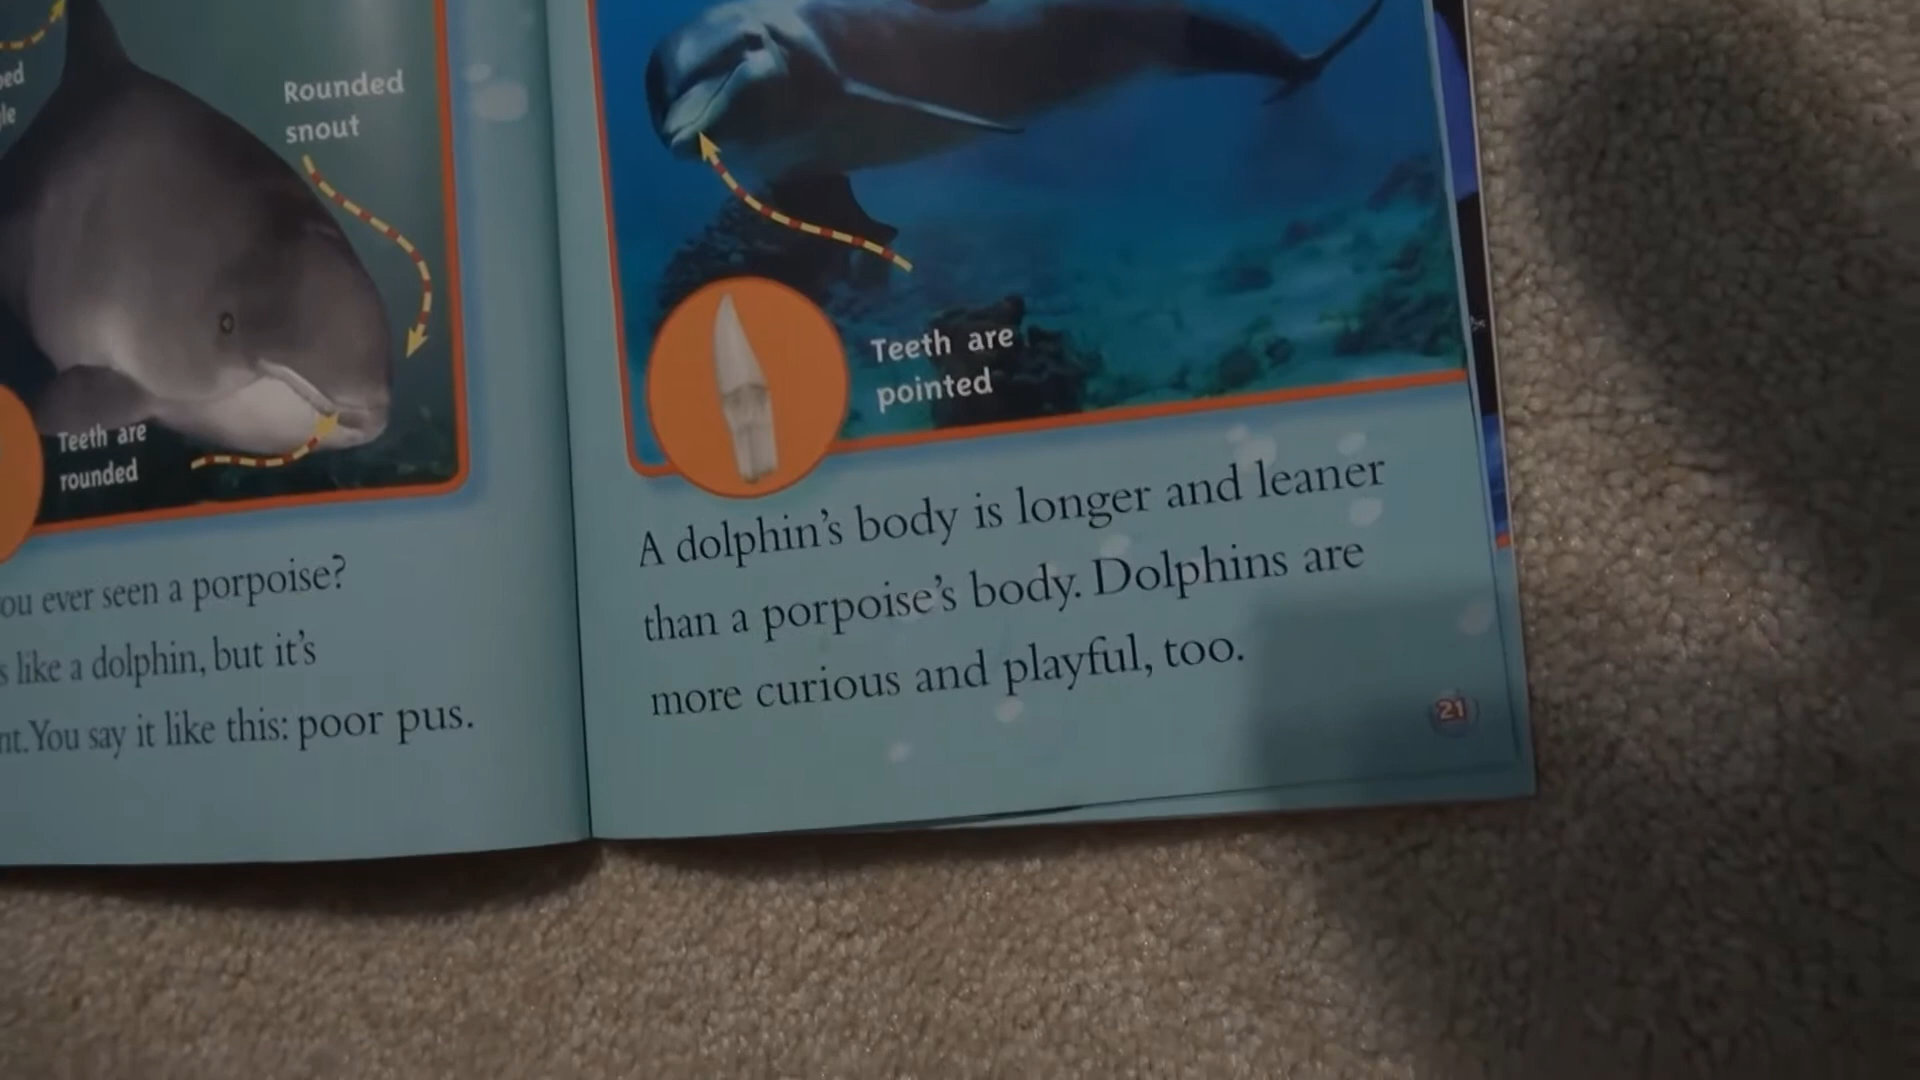 Rounded
snout
Teeth are
rounded
ever seen a porpoise?
like a dolphin, but it's
You say it like this: poor pus.
Teeth are
pointed
A dolphin's body is longer and leaner
than a porpoise's body. Dolphins are
more curious and playful, too.
21